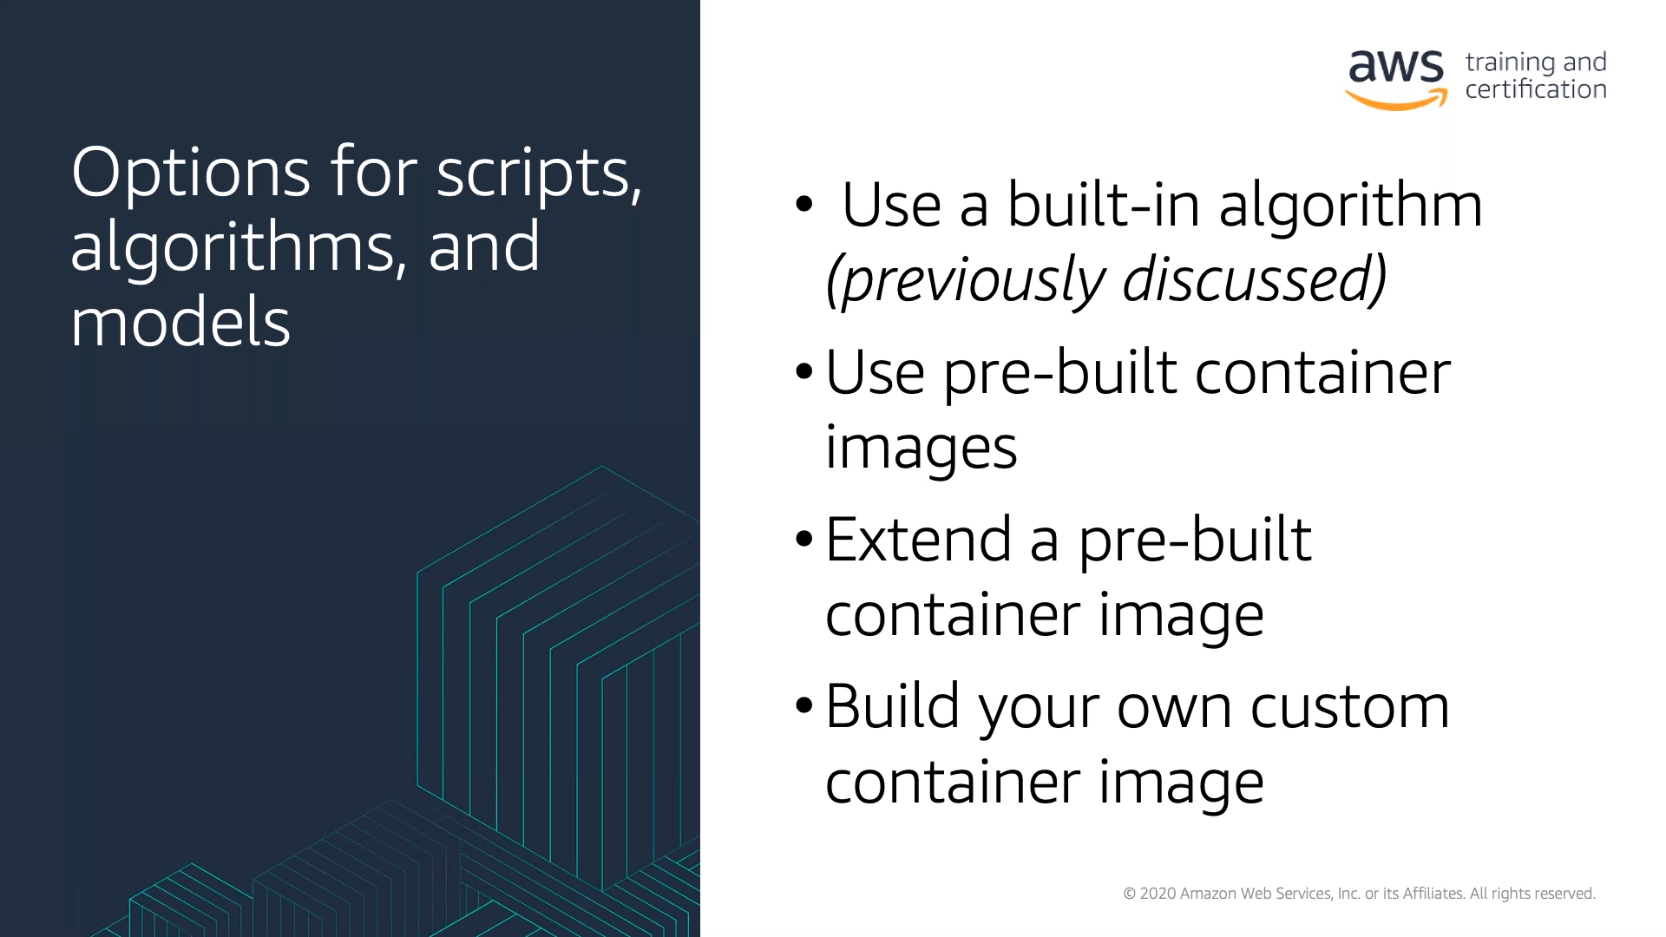 aws training and
certification
Options for scripts,
algorithms, and
models
• Use a built-in algorithm
(previously discussed)
• Use pre-built container
images
• Extend a pre-built
container image
• Build your own custom
container image
© 2020 Amazon Web Services, Inc. or its Affiliates. All rights reserved.